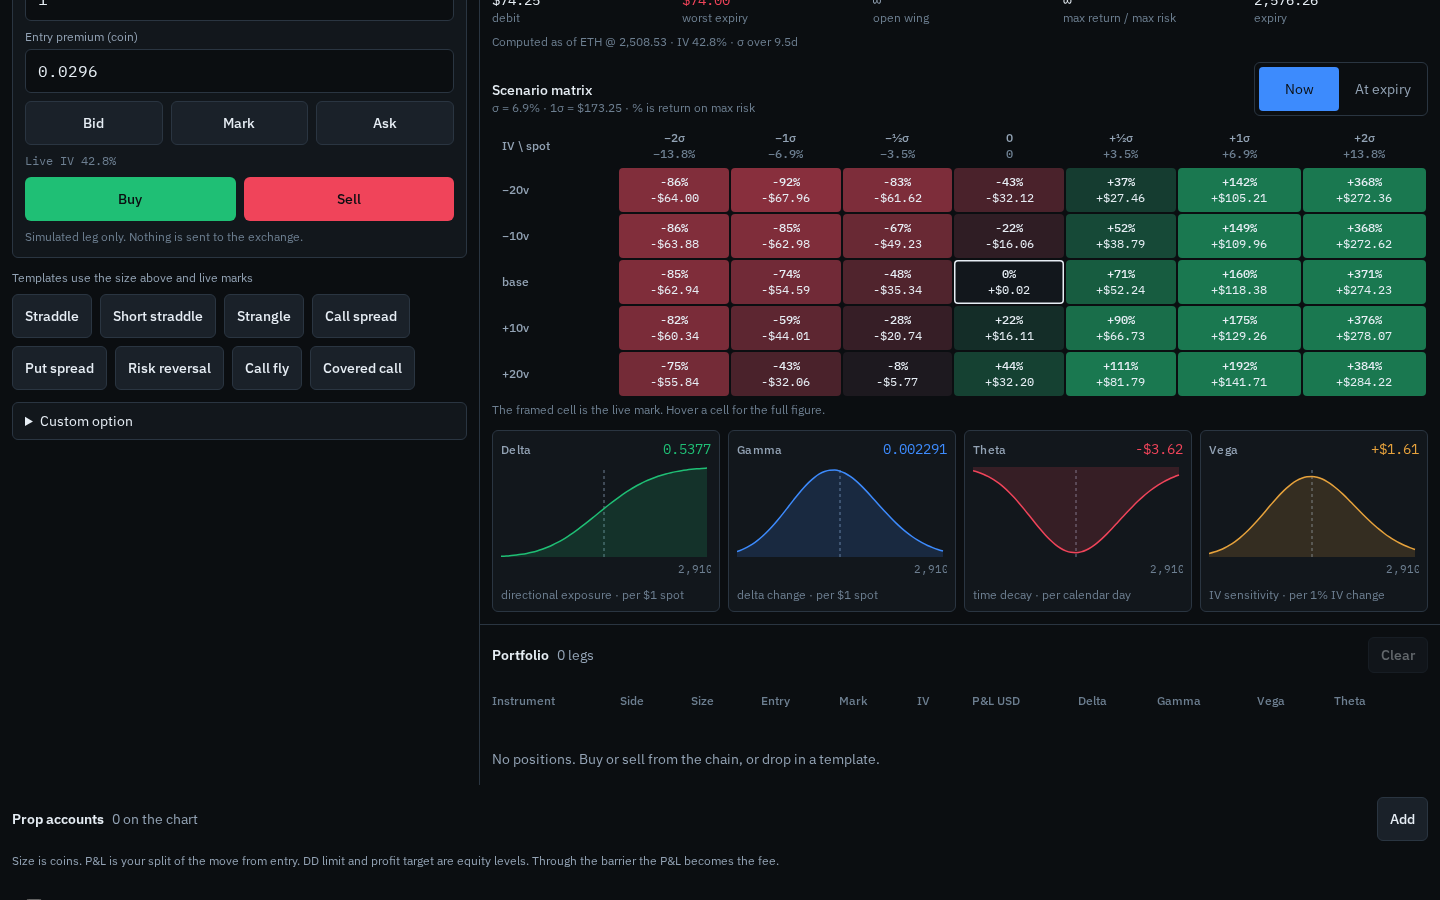 1
Entry premium (coin)
0.0296
Bid
Mark
Ask
Live IV 42.8%
Buy
Sell
Simulated leg only. Nothing is sent to the exchange.
Templates use the size above and live marks
Straddle
Short straddle
Strangle
Call spread
Put spread
Risk reversal
Call fly
Covered call
Custom option
$74.25
$74.00
∞
∞
2,576.26
debit
worst expiry
open wing
max return / max risk
expiry
Computed as of ETH @ 2,508.53 · IV 42.8% · σ over 9.5d
Scenario matrix
σ = 6.9% · 1σ = $173.25 · % is return on max risk
Now
At expiry
IV \ spot
−2σ
−13.8%
−1σ
−6.9%
−½σ
−3.5%
0
0
+½σ
+3.5%
+1σ
+6.9%
+2σ
+13.8%
−20v
-86%
-$64.00
-92%
-$67.96
-83%
-$61.62
-43%
-$32.12
+37%
+$27.46
+142%
+$105.21
+368%
+$272.36
−10v
-86%
-$63.88
-85%
-$62.98
-67%
-$49.23
-22%
-$16.06
+52%
+$38.79
+149%
+$109.96
+368%
+$272.62
base
-85%
-$62.94
-74%
-$54.59
-48%
-$35.34
0%
+$0.02
+71%
+$52.24
+160%
+$118.38
+371%
+$274.23
+10v
-82%
-$60.34
-59%
-$44.01
-28%
-$20.74
+22%
+$16.11
+90%
+$66.73
+175%
+$129.26
+376%
+$278.07
+20v
-75%
-$55.84
-43%
-$32.06
-8%
-$5.77
+44%
+$32.20
+111%
+$81.79
+192%
+$141.71
+384%
+$284.22
The framed cell is the live mark. Hover a cell for the full figure.
Delta
0.5377
2,910
directional exposure · per $1 spot
Gamma
0.002291
2,910
delta change · per $1 spot
Theta
-$3.62
2,910
time decay · per calendar day
Vega
+$1.61
2,910
IV sensitivity · per 1% IV change
Portfolio 0 legs
Clear
Instrument
Side
Size
Entry
Mark
IV
P&L USD
Delta
Gamma
Vega
Theta
No positions. Buy or sell from the chain, or drop in a template.
Prop accounts 0 on the chart
Add
Size is coins. P&L is your split of the move from entry. DD limit and profit target are equity levels. Through the barrier the P&L becomes the fee.